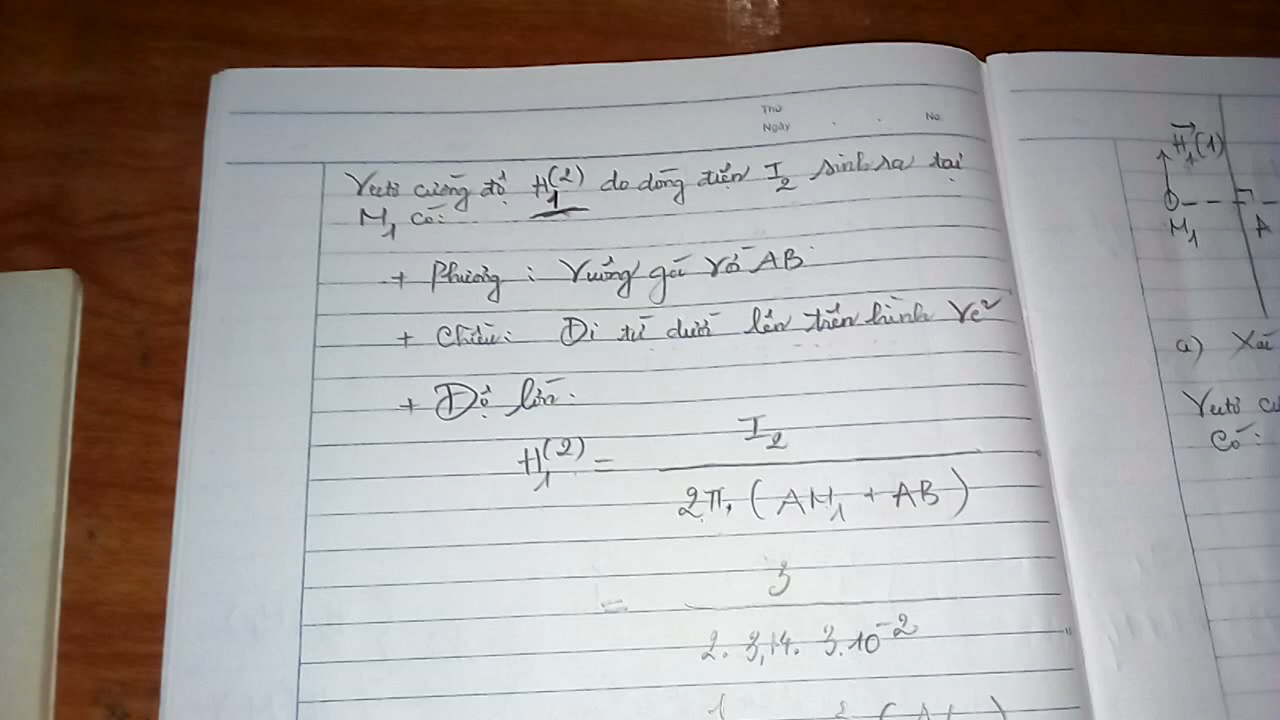 Thứ
Ngày . . No
Vectơ cường độ H₁⁽²⁾ do dòng điện I₂ sinh ra tại
M₁ có:
+ Phương : Vuông góc với AB
+ Chiều: Đi từ dưới lên trên hình vẽ
+ Độ lớn:
H₁⁽²⁾ = I₂ / 2π.(AM₁ + AB)
= 3 / 2. 3,14. 3.10⁻²
H₁(1)
M₁ A
a) Xác
Vectơ c
Có: